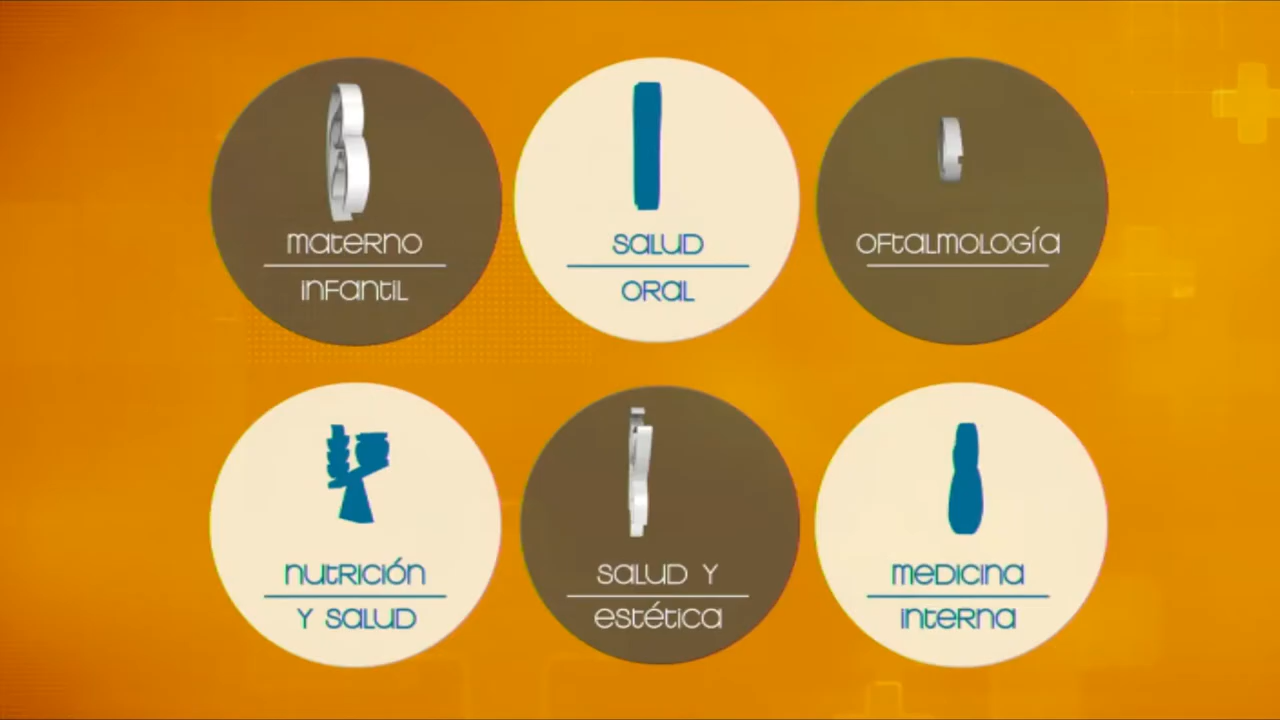 materno
infantil
salud
oral
oftalmología
nutrición
y salud
salud y
estética
medicina
interna